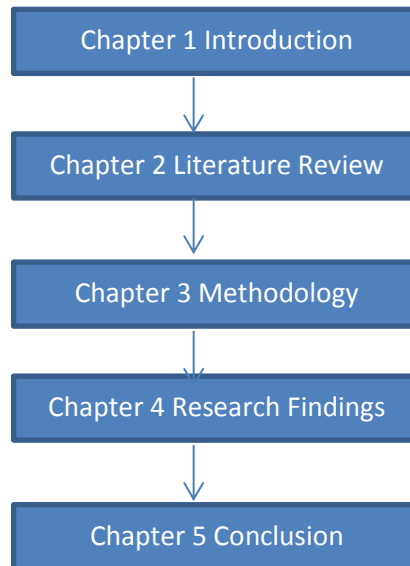 Chapter 1 Introduction
Chapter 2 Literature Review
Chapter 3 Methodology
Chapter 4 Research Findings
Chapter 5 Conclusion